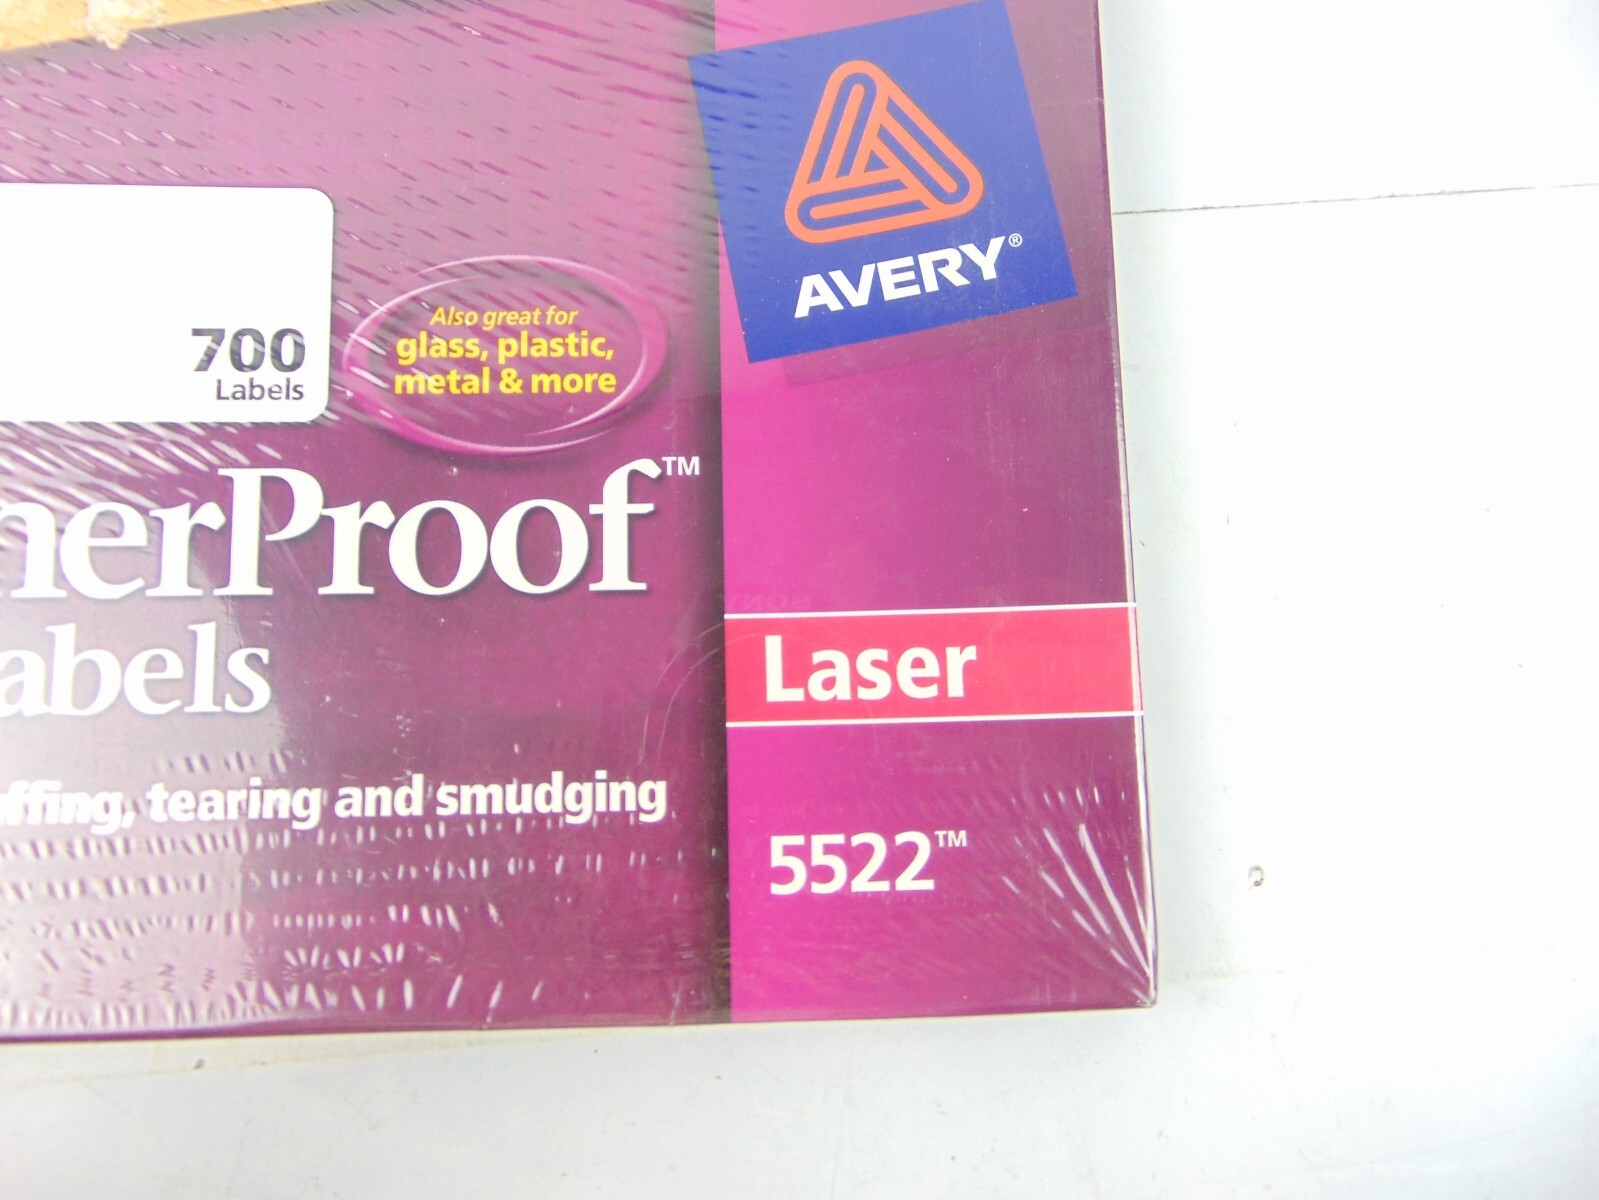 AVERY®
700
Labels
Also great for
glass, plastic,
metal & more
nerProof™
abels
Laser
ffing, tearing and smudging
5522™